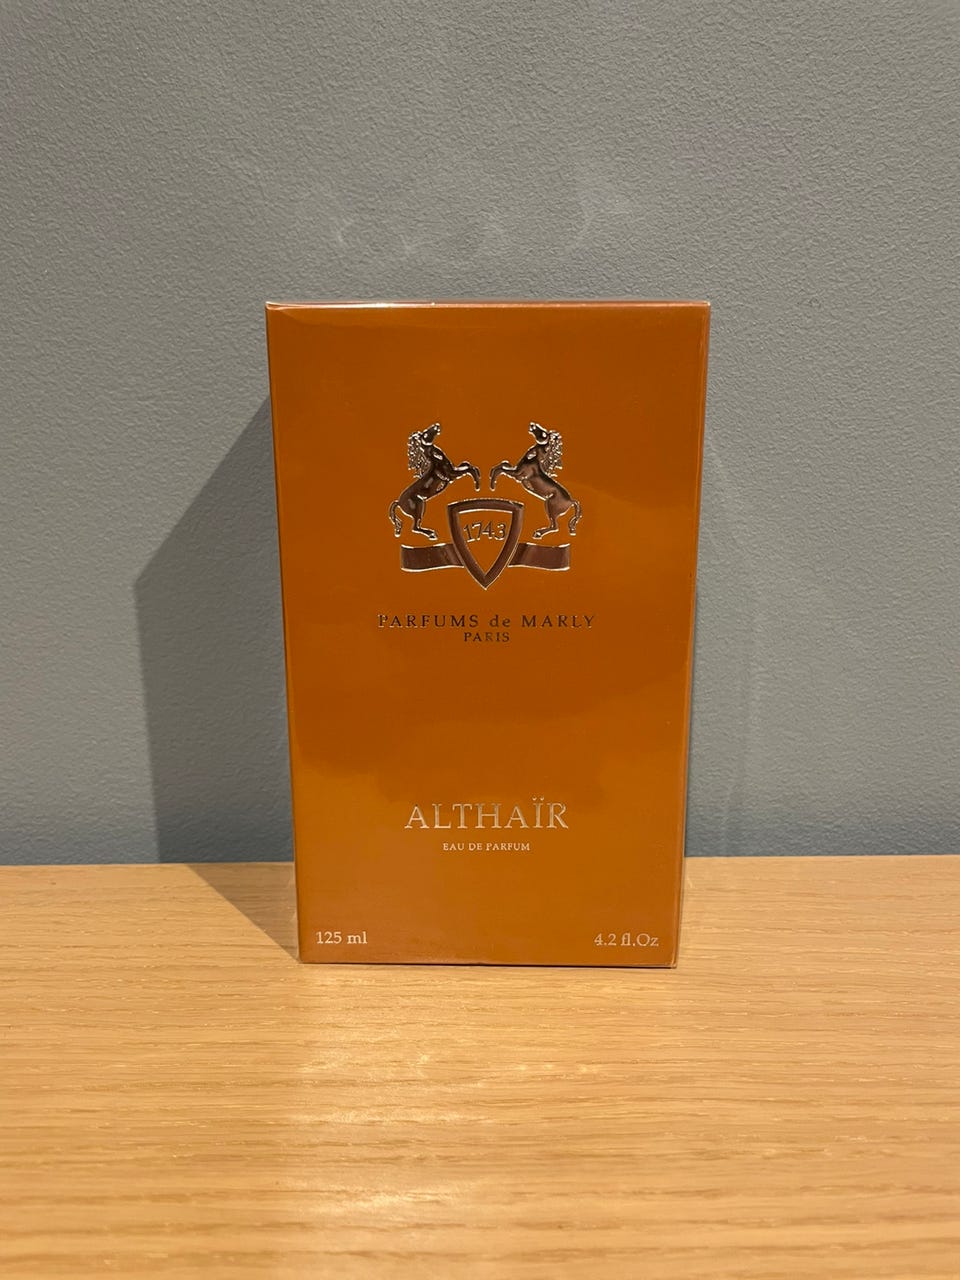 1743
PARFUMS de MARLY
PARIS
ALTHAÏR
EAU DE PARFUM
125 ml
4.2 fl.Oz